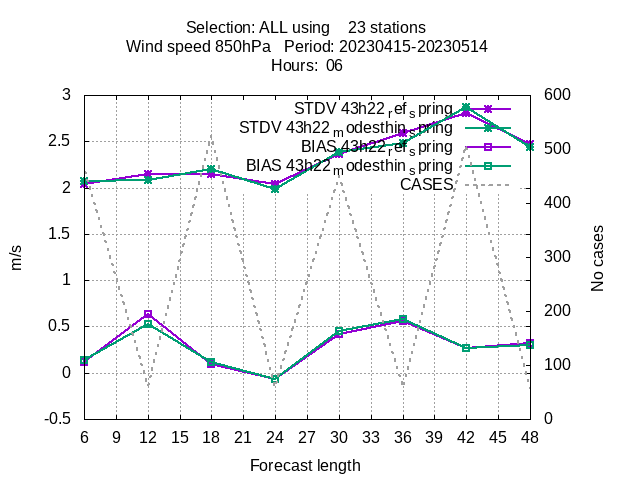 Selection: ALL using 23 stations
Wind speed 850hPa Period: 20230415-20230514
Hours: 06
STDV 43h22_ref_spring
STDV 43h22_modesthin_spring
BIAS 43h22_ref_spring
BIAS 43h22_modesthin_spring
CASES
3
2.5
2
1.5
1
0.5
0
-0.5
m/s
600
500
400
300
200
100
0
No cases
6 9 12 15 18 21 24 27 30 33 36 39 42 45 48
Forecast length